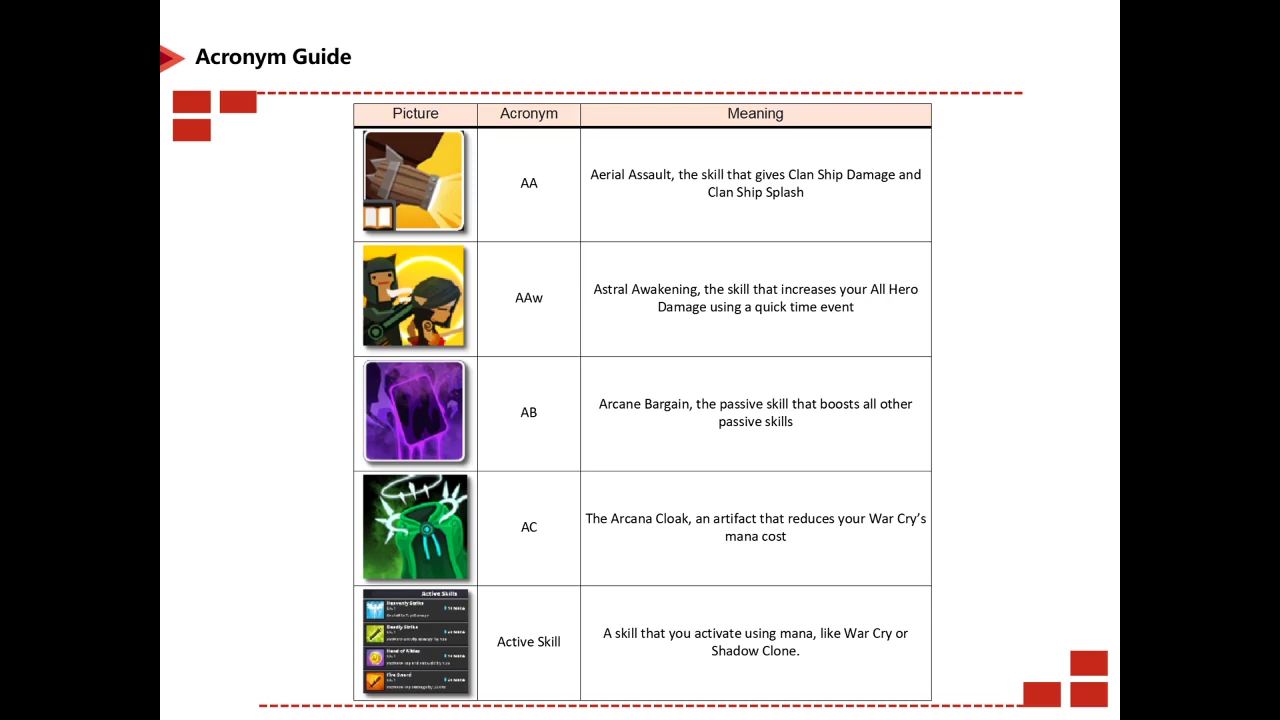 Acronym Guide
Picture Acronym Meaning
AA
Aerial Assault, the skill that gives Clan Ship Damage and
Clan Ship Splash
AAw
Astral Awakening, the skill that increases your All Hero
Damage using a quick time event
AB
Arcane Bargain, the passive skill that boosts all other
passive skills
AC
The Arcana Cloak, an artifact that reduces your War Cry’s
mana cost
Active Skills
Heavenly Strike
Deadly Strike
Hand of Midas
Fire Sword
Active Skill
A skill that you activate using mana, like War Cry or
Shadow Clone.